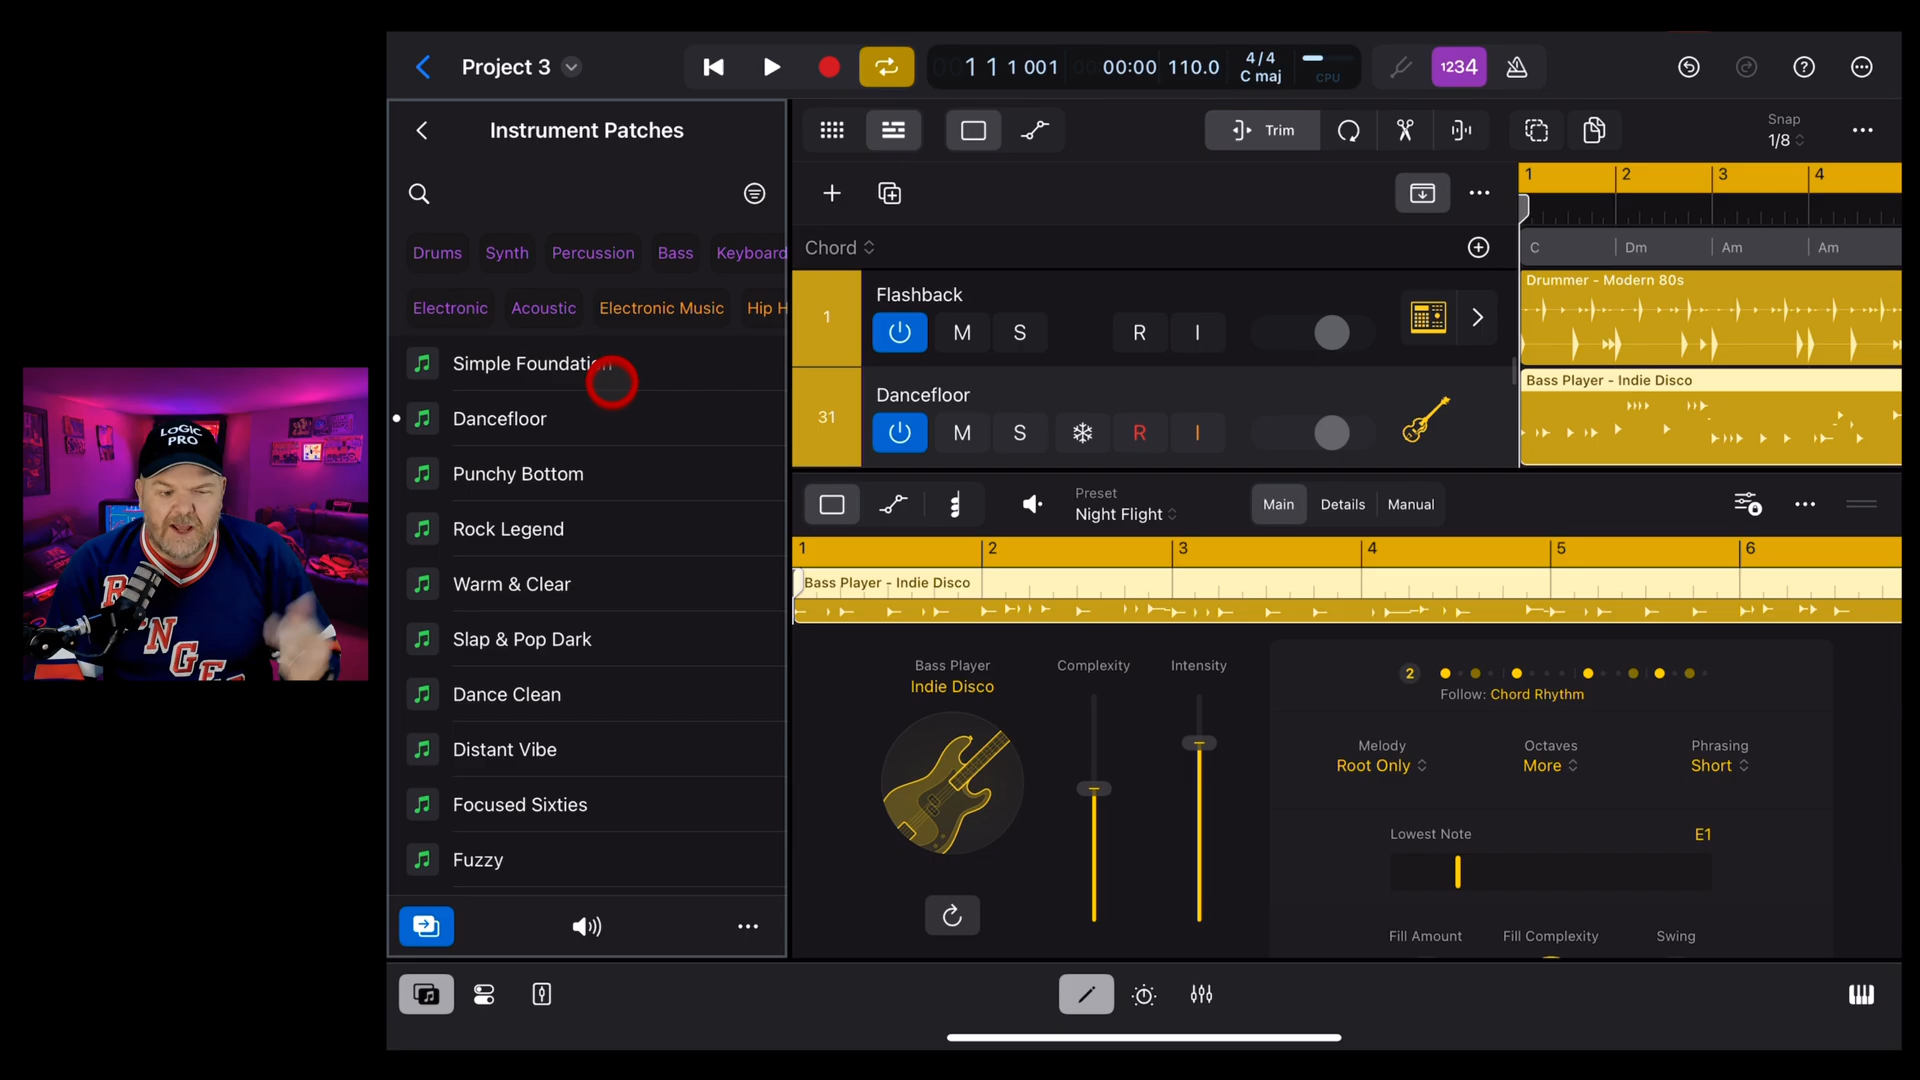 Project 3
1 1 1 001
00:00
110.0
4/4
C maj
CPU
1234
Instrument Patches
Trim
Snap
1/8
Drums
Synth
Percussion
Bass
Keyboard
Electronic
Acoustic
Electronic Music
Hip H
Simple Foundation
Dancefloor
Punchy Bottom
Rock Legend
Warm & Clear
Slap & Pop Dark
Dance Clean
Distant Vibe
Focused Sixties
Fuzzy
Chord
1
2
3
4
C
Dm
Am
Am
1
Flashback
M
S
R
I
Drummer - Modern 80s
31
Dancefloor
M
S
R
I
Bass Player - Indie Disco
Preset
Night Flight
Main
Details
Manual
1
2
3
4
5
6
Bass Player - Indie Disco
Bass Player
Indie Disco
Complexity
Intensity
2
Follow: Chord Rhythm
Melody
Root Only
Octaves
More
Phrasing
Short
Lowest Note
E1
Fill Amount
Fill Complexity
Swing
LOGIC
PRO